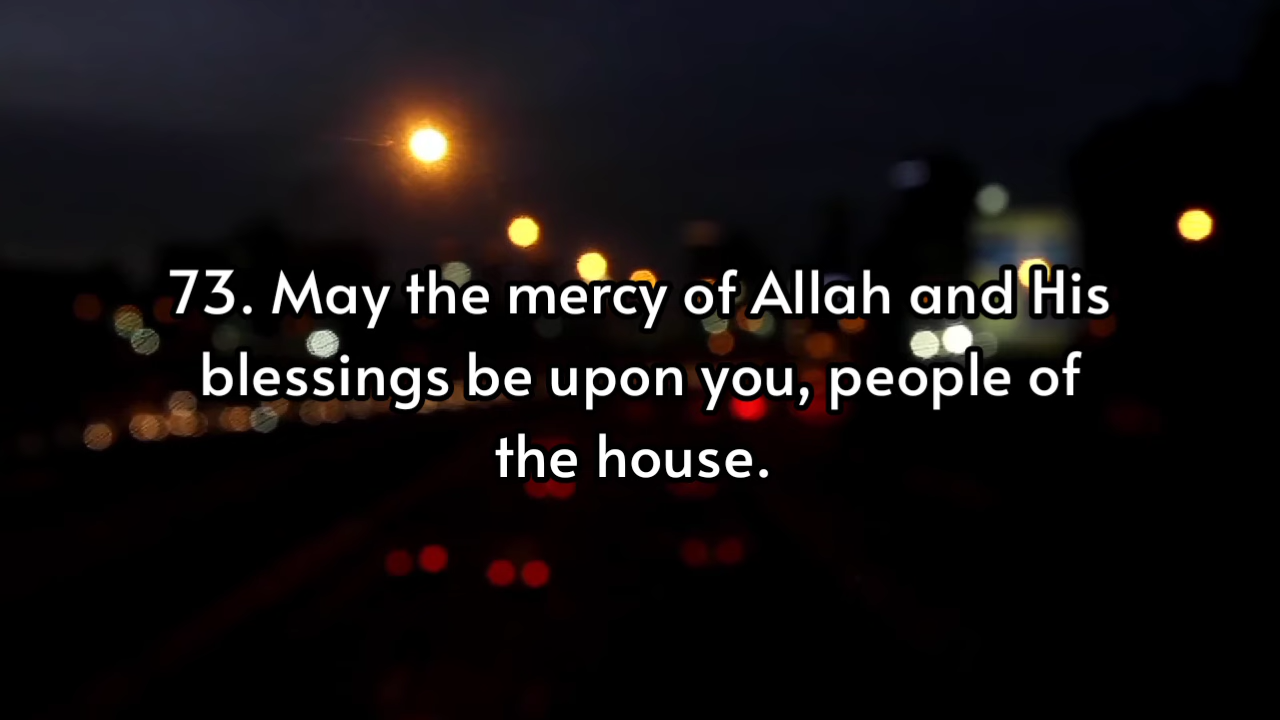 73. May the mercy of Allah and His
blessings be upon you, people of
the house.